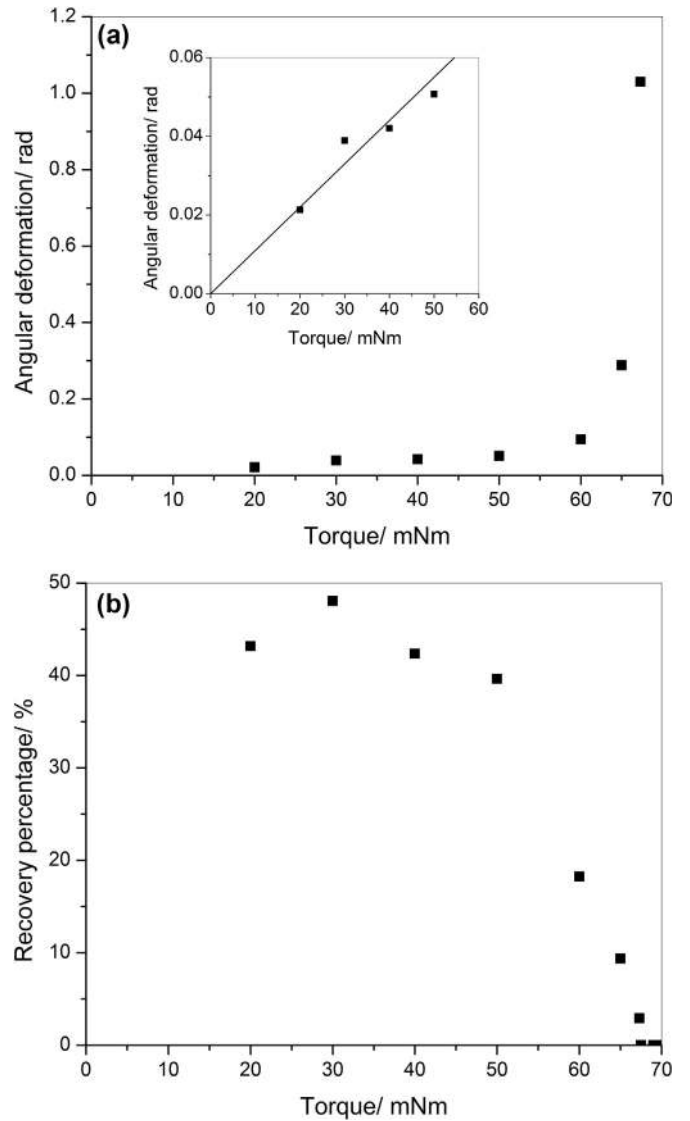 (a)
1.2
1.0
0.8
0.6
0.4
0.2
0.0
Angular deformation/ rad
0.06
0.04
0.02
0.00
Angular deformation/ rad
0 10 20 30 40 50 60
Torque/ mNm
0 10 20 30 40 50 60 70
Torque/ mNm
(b)
50
40
30
20
10
0
Recovery percentage/ %
0 10 20 30 40 50 60 70
Torque/ mNm